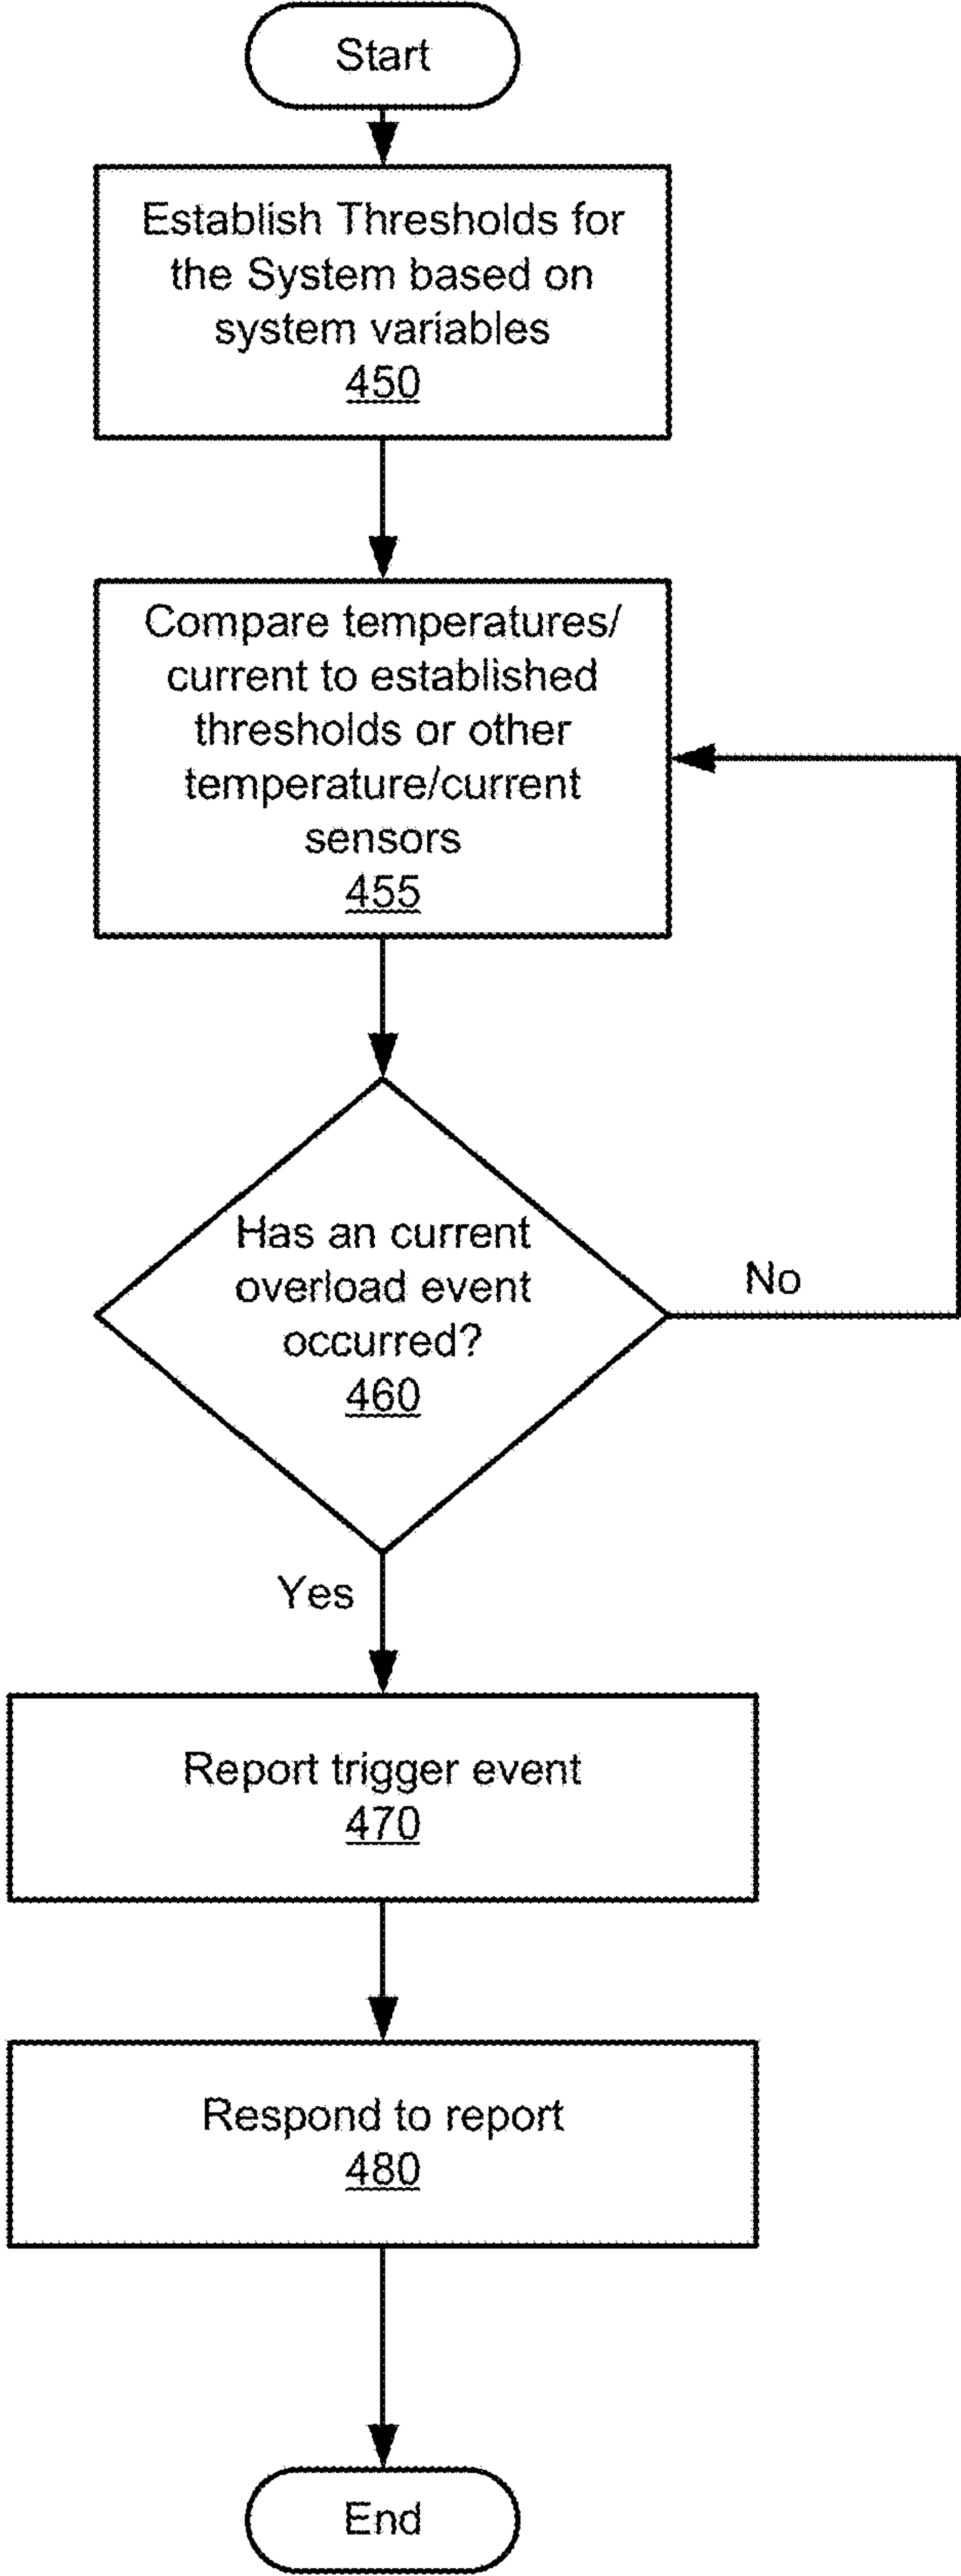 Start
Establish Thresholds for
the System based on
system variables
450
Compare temperatures/
current to established
thresholds or other
temperature/current
sensors
455
Has an current
overload event
occurred?
460
No
Yes
Report trigger event
470
Respond to report
480
End